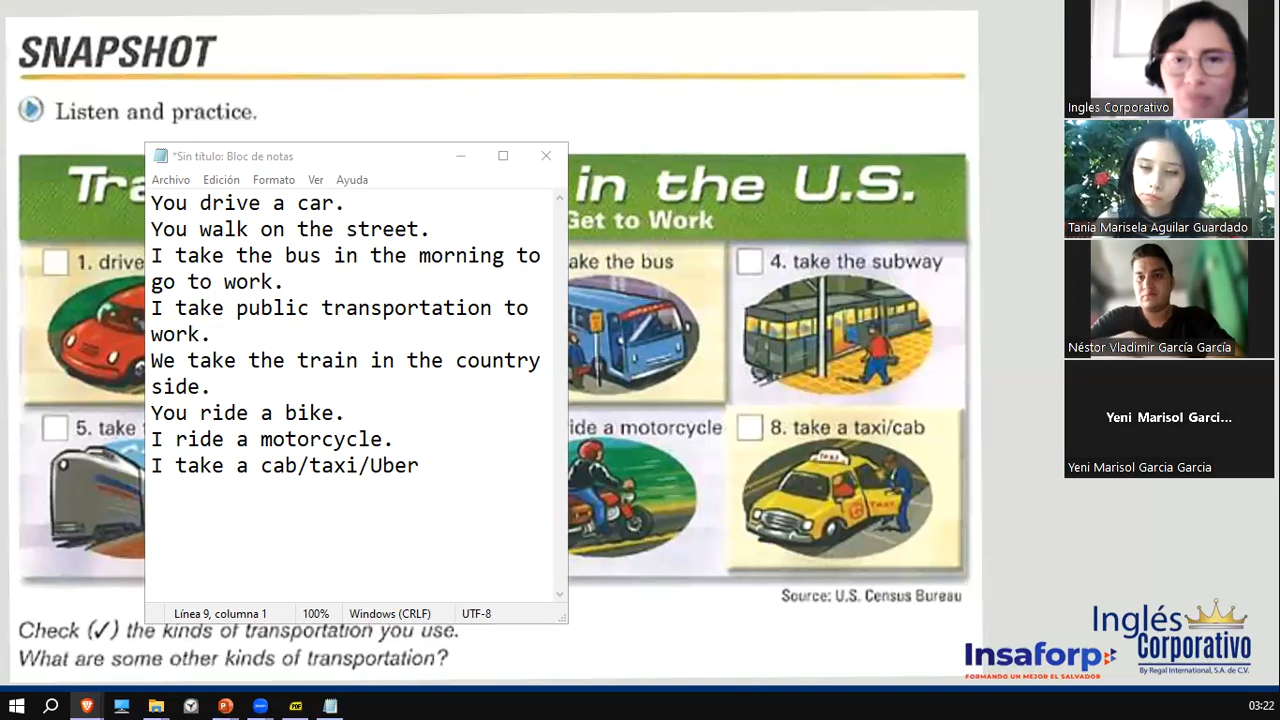 SNAPSHOT
Listen and practice.
Tra
in the U.S.
Get to Work
1. drive
ake the bus
4. take the subway
5. take
ide a motorcycle
8. take a taxi/cab
TAXI
TAXI
Source: U.S. Census Bureau
Check (✓) the kinds of transportation you use.
What are some other kinds of transportation?
*Sin título: Bloc de notas
Archivo Edición Formato Ver Ayuda
You drive a car.
You walk on the street.
I take the bus in the morning to
go to work.
I take public transportation to
work.
We take the train in the country
side.
You ride a bike.
I ride a motorcycle.
I take a cab/taxi/Uber
Línea 9, columna 1 100% Windows (CRLF) UTF-8
Ingles Corporativo
Tania Marisela Aguilar Guardado
Néstor Vladimir García García
Yeni Marisol Garci...
Yeni Marisol Garcia Garcia
Insaforp
FORMANDO UN MEJOR EL SALVADOR
Inglés
Corporativo
By Regal International, S.A. de C.V.
03:22